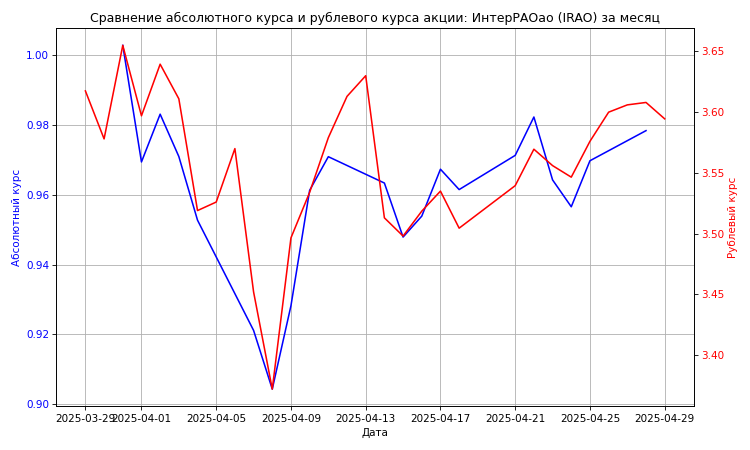 Сравнение абсолютного курса и рублевого курса акции: ИнтерРАОао (IRAO) за месяц
1.00
0.98
0.96
0.94
0.92
0.90
Абсолютный курс
3.65
3.60
3.55
3.50
3.45
3.40
Рублевый курс
2025-03-29 2025-04-01 2025-04-05 2025-04-09 2025-04-13 2025-04-17 2025-04-21 2025-04-25 2025-04-29
Дата